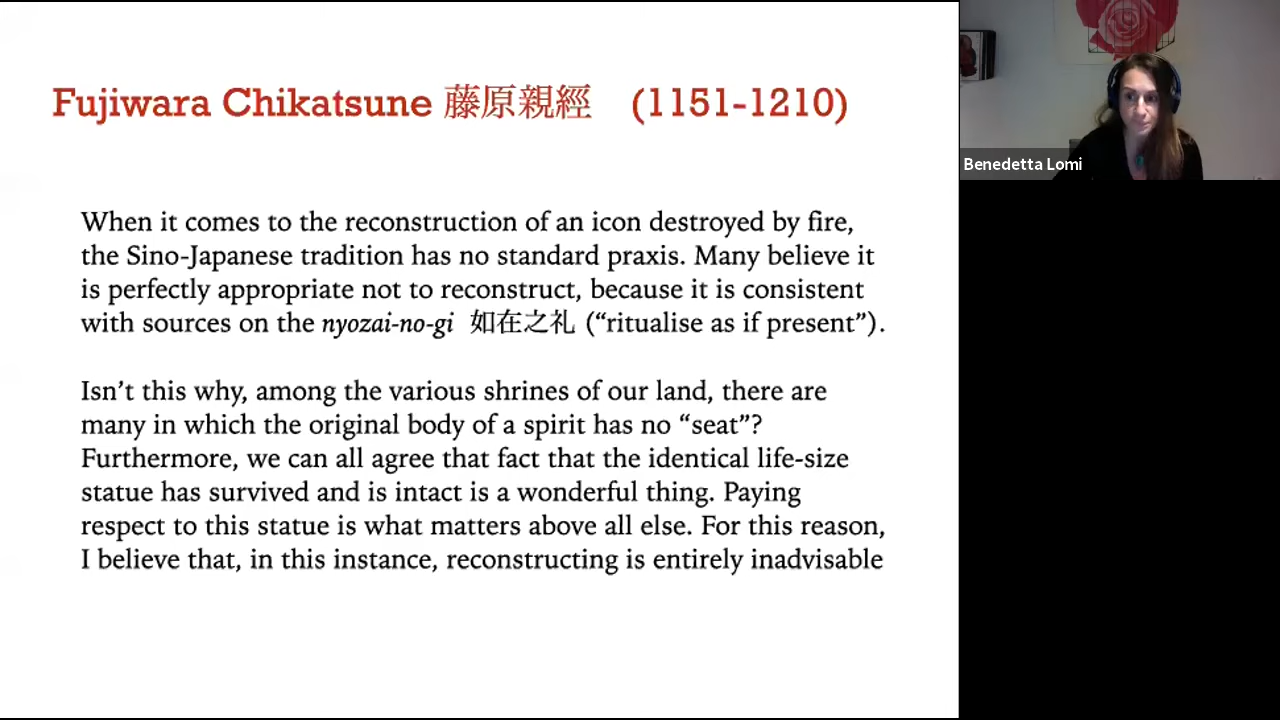 Fujiwara Chikatsune 藤原親經 (1151-1210)
When it comes to the reconstruction of an icon destroyed by fire,
the Sino-Japanese tradition has no standard praxis. Many believe it
is perfectly appropriate not to reconstruct, because it is consistent
with sources on the nyozai-no-gi 如在之礼 (“ritualise as if present”).
Isn’t this why, among the various shrines of our land, there are
many in which the original body of a spirit has no “seat”?
Furthermore, we can all agree that fact that the identical life-size
statue has survived and is intact is a wonderful thing. Paying
respect to this statue is what matters above all else. For this reason,
I believe that, in this instance, reconstructing is entirely inadvisable
Benedetta Lomi